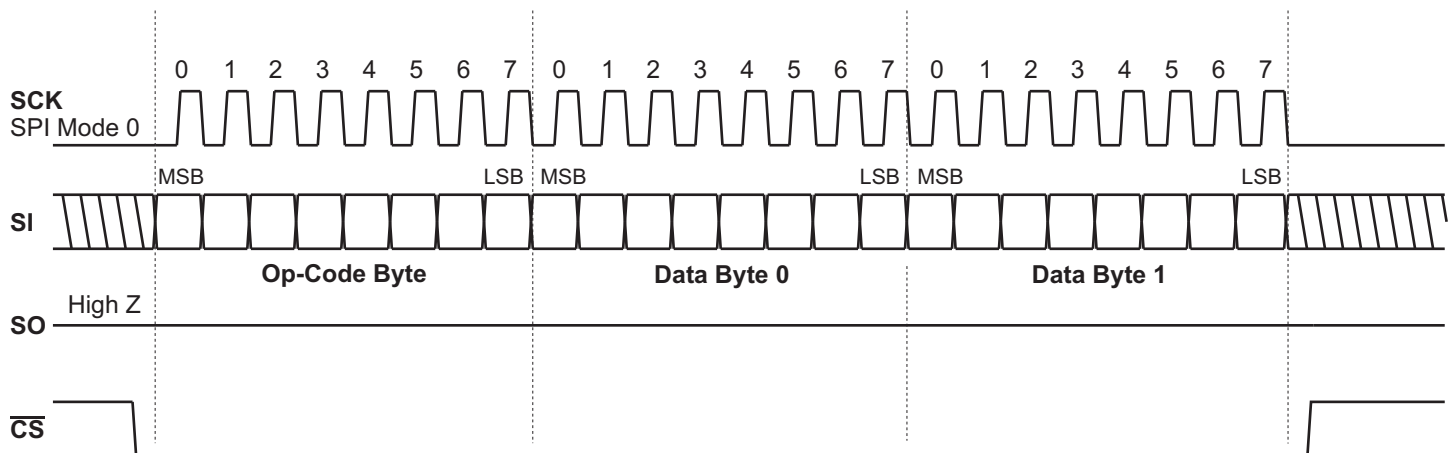 0 1 2 3 4 5 6 7 0 1 2 3 4 5 6 7 0 1 2 3 4 5 6 7
SCK
SPI Mode 0
MSB LSB MSB LSB MSB LSB
SI
Op-Code Byte Data Byte 0 Data Byte 1
High Z
SO
CS